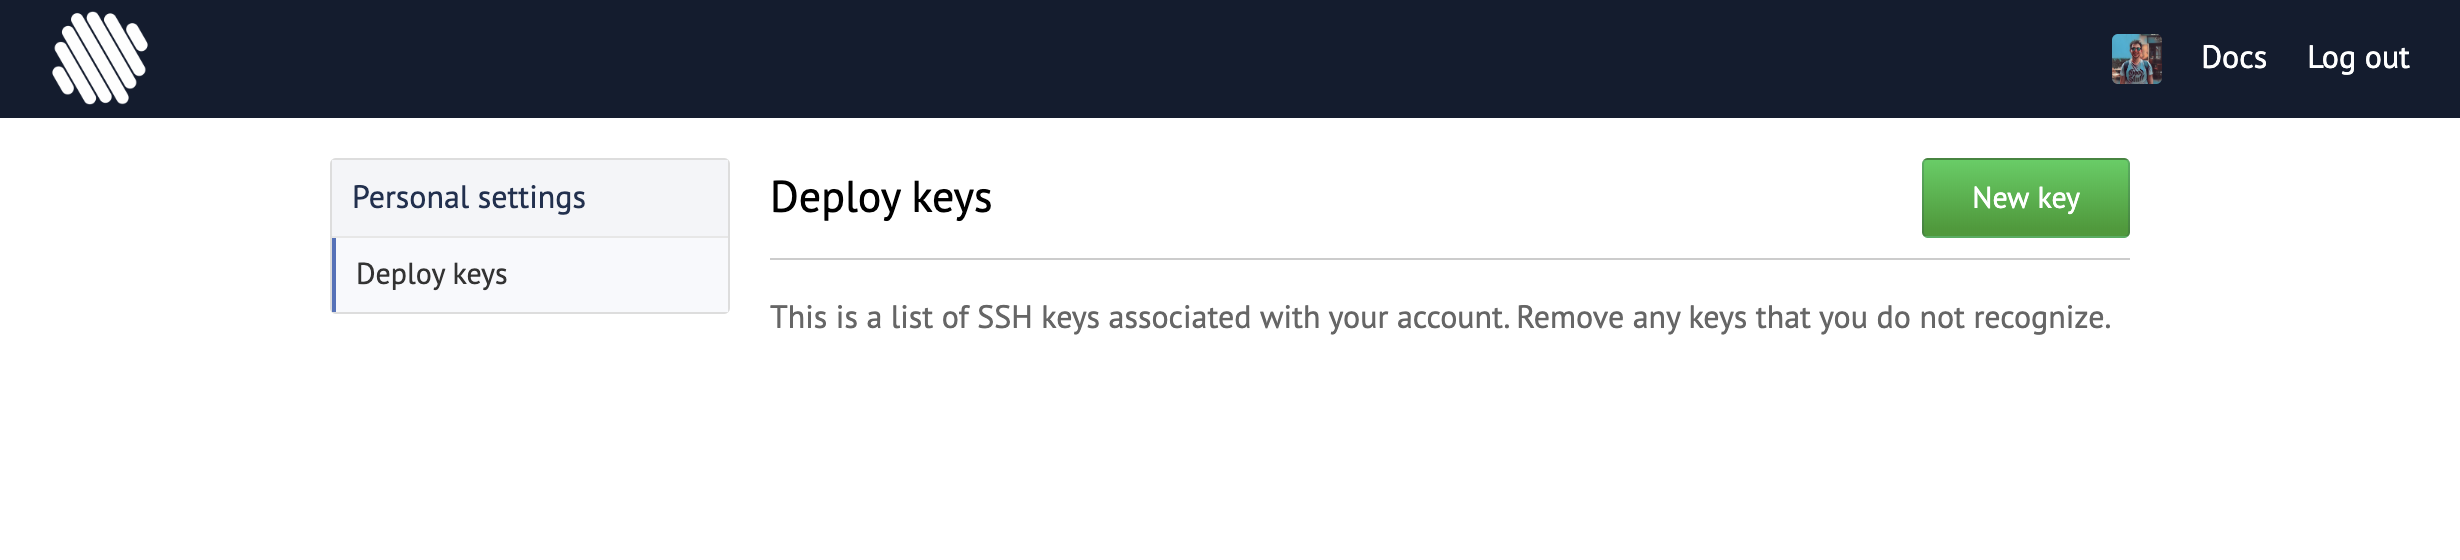 Docs
Log out
Personal settings
Deploy keys
Deploy keys
New key
This is a list of SSH keys associated with your account. Remove any keys that you do not recognize.